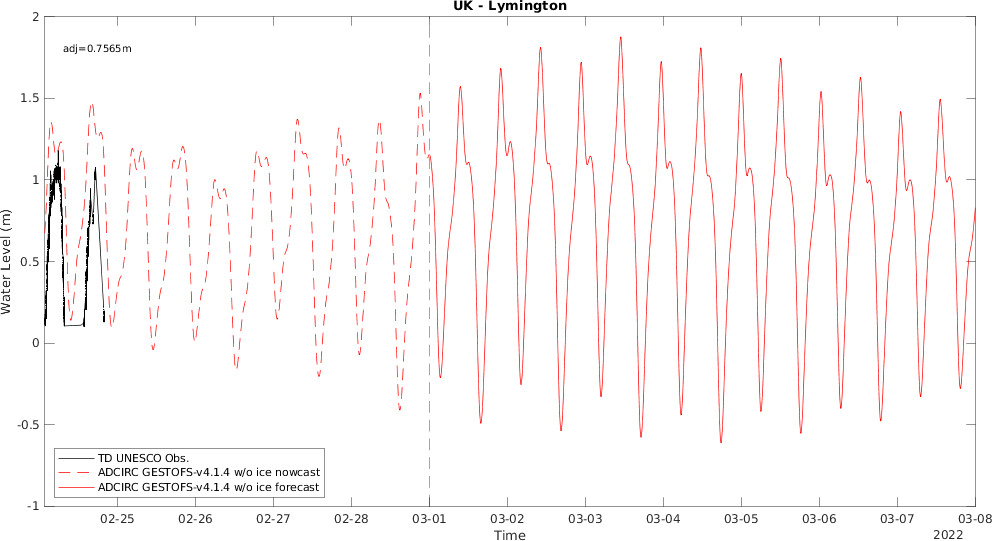 UK - Lymington
adj=0.7565m
2
1.5
1
0.5
0
-0.5
-1
Water Level (m)
TD UNESCO Obs.
ADCIRC GESTOFS-v4.1.4 w/o ice nowcast
ADCIRC GESTOFS-v4.1.4 w/o ice forecast
02-25 02-26 02-27 02-28 03-01 03-02 03-03 03-04 03-05 03-06 03-07 03-08
Time
2022